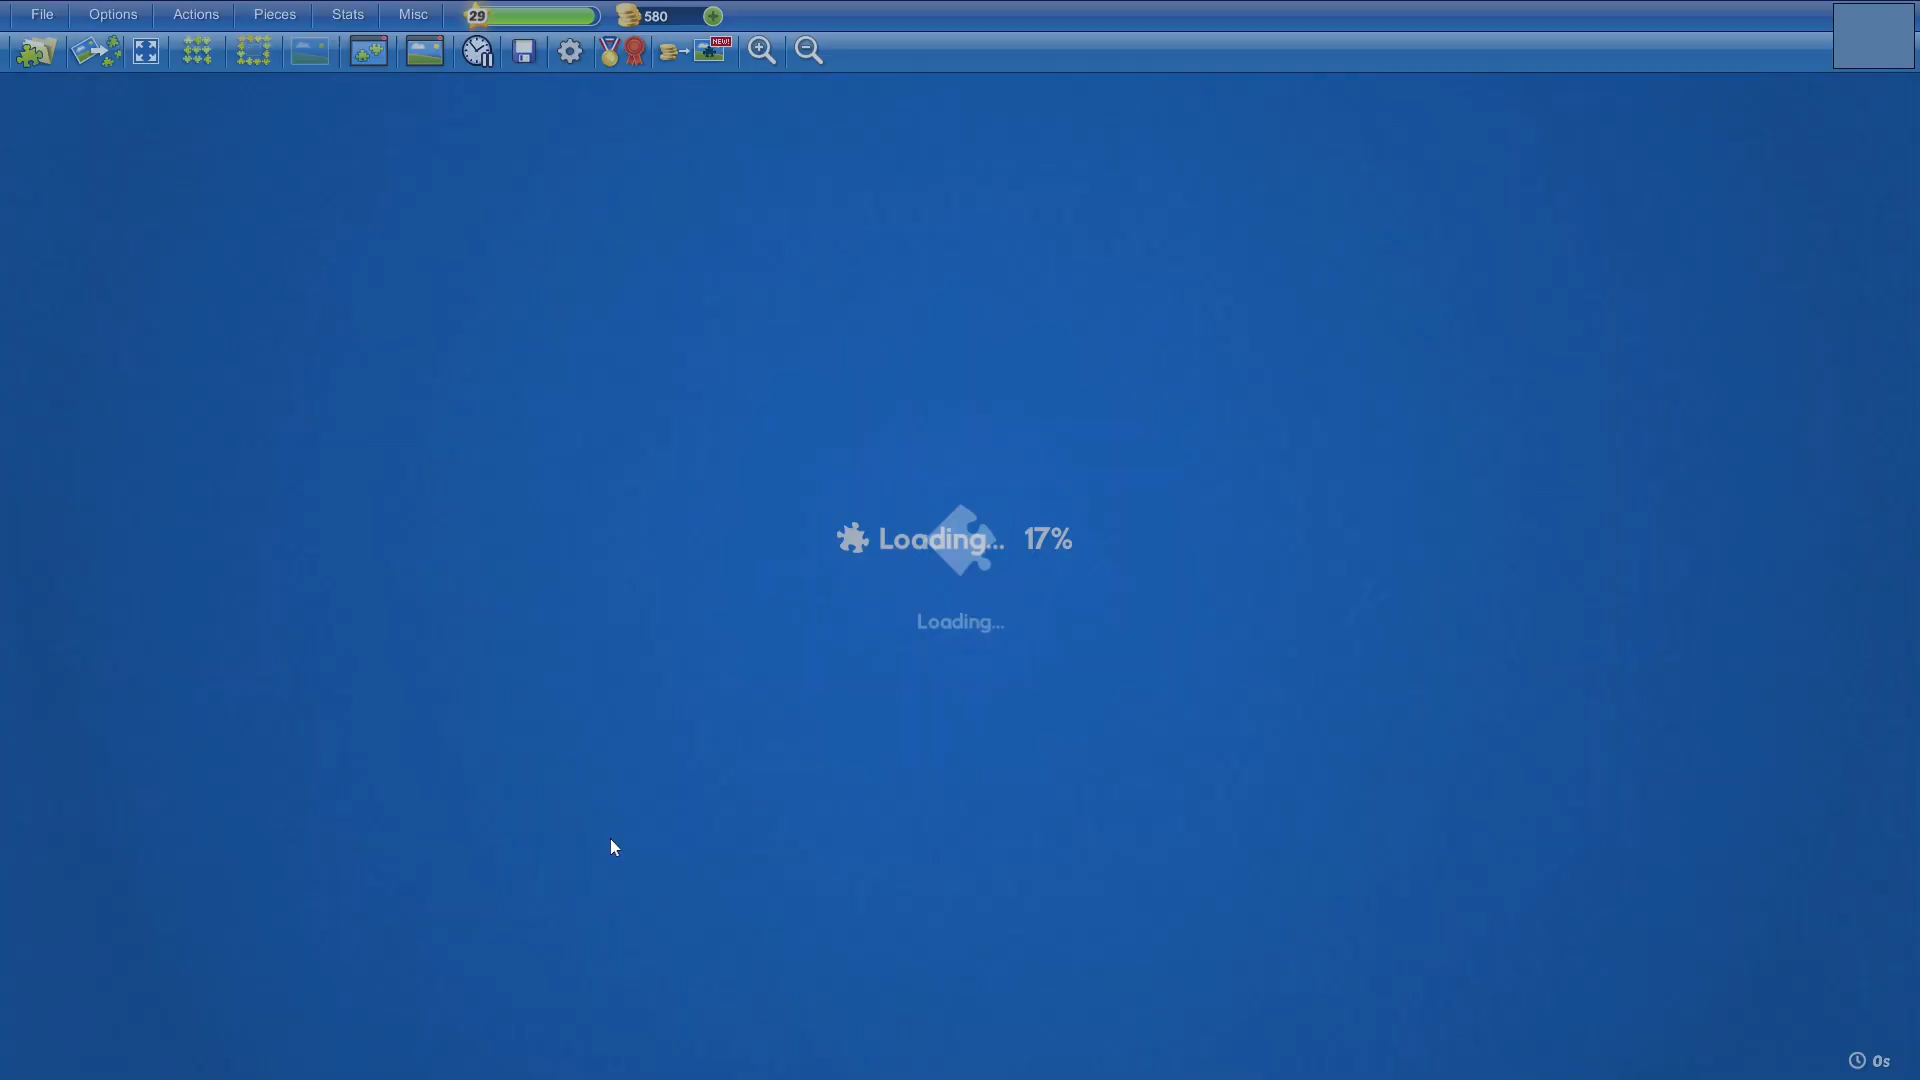 File Options Actions Pieces Stats Misc 29 580
NEW!
Loading... 17%
Loading...
0s